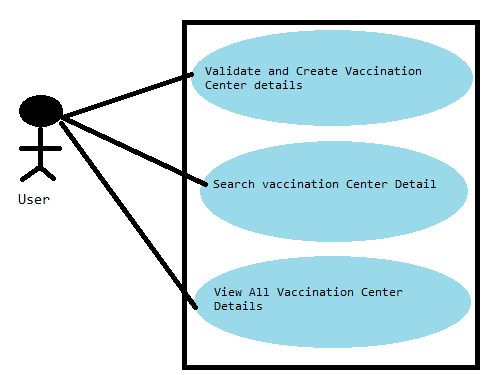 Validate and Create Vaccination
Center details
Search vaccination Center Detail
User
View All Vaccination Center
Details